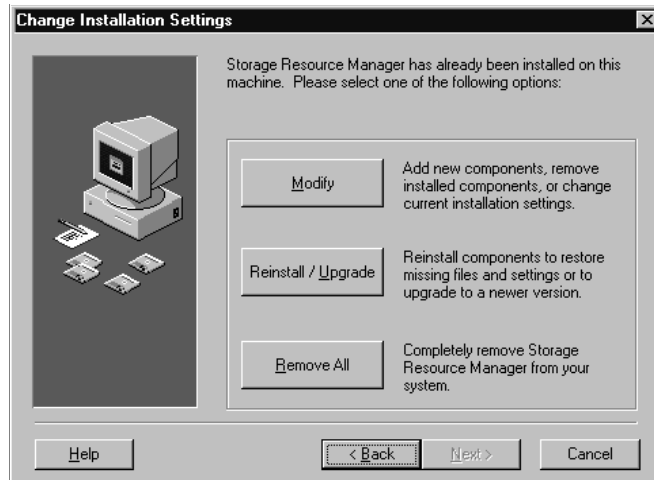 Change Installation Settings
Storage Resource Manager has already been installed on this
machine. Please select one of the following options:
Modify
Add new components, remove
installed components, or change
current installation settings.
Reinstall / Upgrade
Reinstall components to restore
missing files and settings or to
upgrade to a newer version.
Remove All
Completely remove Storage
Resource Manager from your
system.
Help
< Back
Next >
Cancel